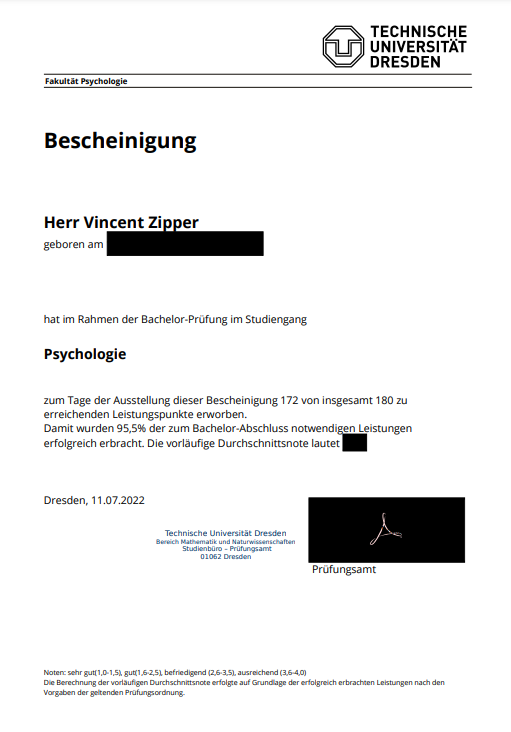 TECHNISCHE
UNIVERSITÄT
DRESDEN
Fakultät Psychologie
Bescheinigung
Herr Vincent Zipper
geboren am
hat im Rahmen der Bachelor-Prüfung im Studiengang
Psychologie
zum Tage der Ausstellung dieser Bescheinigung 172 von insgesamt 180 zu
erreichenden Leistungspunkte erworben.
Damit wurden 95,5% der zum Bachelor-Abschluss notwendigen Leistungen
erfolgreich erbracht. Die vorläufige Durchschnittsnote lautet
Dresden, 11.07.2022
Technische Universität Dresden
Bereich Mathematik und Naturwissenschaften
Studienbüro – Prüfungsamt
01062 Dresden
Prüfungsamt
Noten: sehr gut(1,0-1,5), gut(1,6-2,5), befriedigend (2,6-3,5), ausreichend (3,6-4,0)
Die Berechnung der vorläufigen Durchschnittsnote erfolgte auf Grundlage der erfolgreich erbrachten Leistungen nach den
Vorgaben der geltenden Prüfungsordnung.